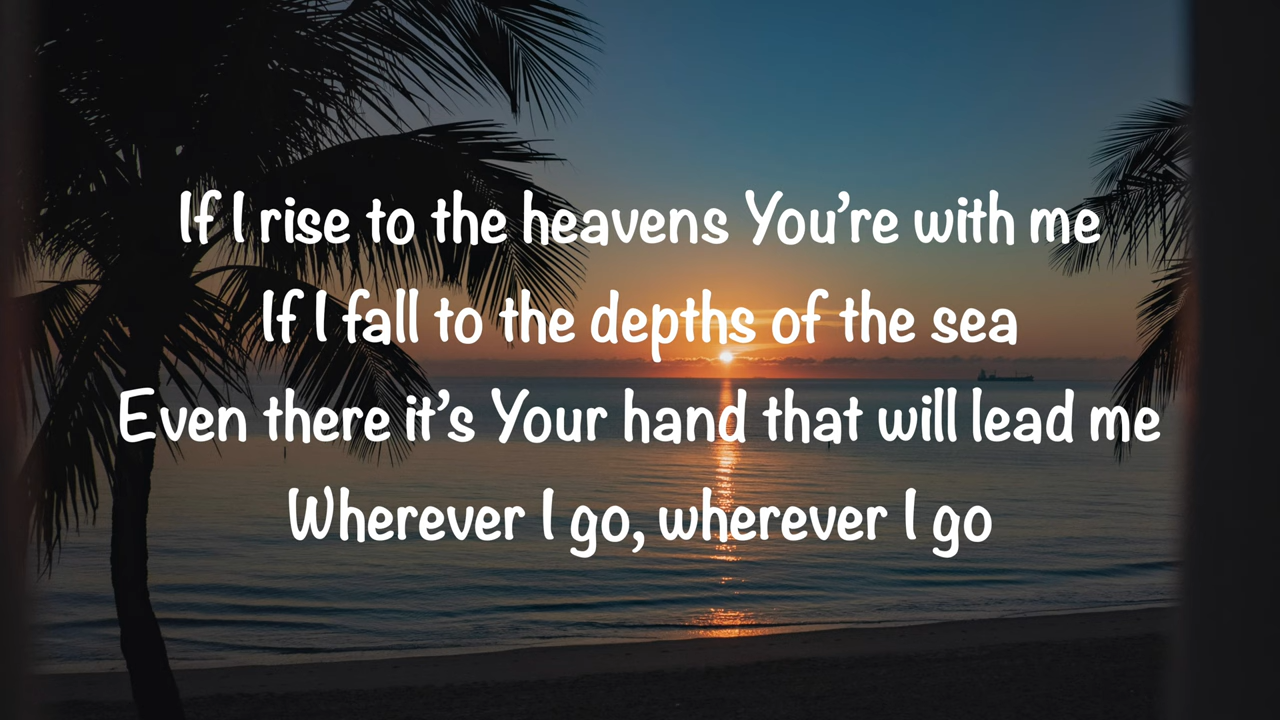 If I rise to the heavens You’re with me
If I fall to the depths of the sea
Even there it’s Your hand that will lead me
Wherever I go, wherever I go